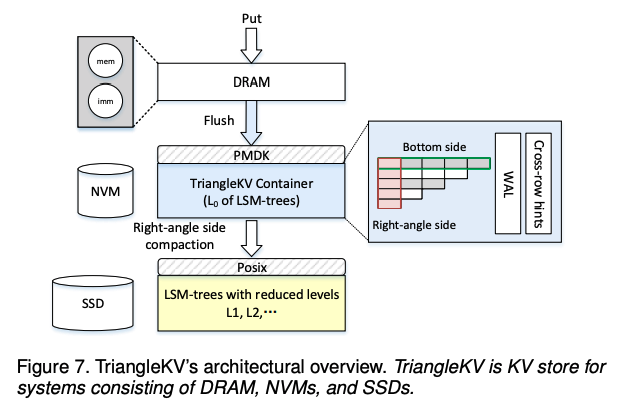 Put
mem
imm
DRAM
Flush
PMDK
NVM
TriangleKV Container
(L0 of LSM-trees)
Bottom side
Right-angle side
WAL
Cross-row hints
Right-angle side
compaction
Posix
SSD
LSM-trees with reduced levels
L1, L2,⋯
Figure 7. TriangleKV's architectural overview. TriangleKV is KV store for
systems consisting of DRAM, NVMs, and SSDs.